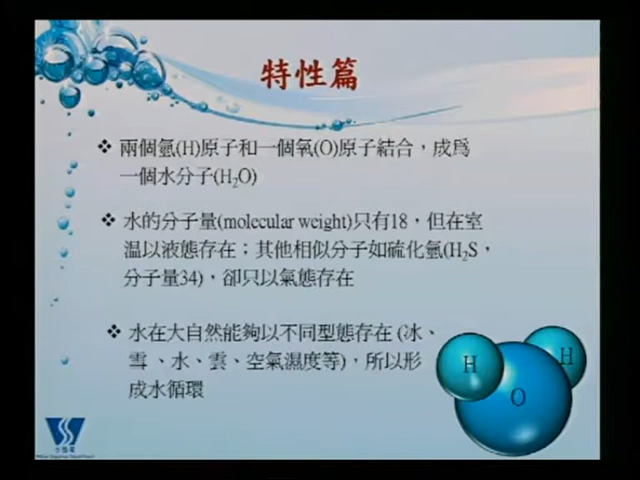 特性篇
❖ 兩個氫(H)原子和一個氧(O)原子結合，成爲
一個水分子(H₂O)
❖ 水的分子量(molecular weight)只有18，但在室
溫以液態存在；其他相似分子如硫化氫(H₂S，
分子量34)，卻只以氣態存在
❖ 水在大自然能夠以不同型態存在 (冰、
雪 、水、雲、空氣濕度等)，所以形
成水循環
H
H
O